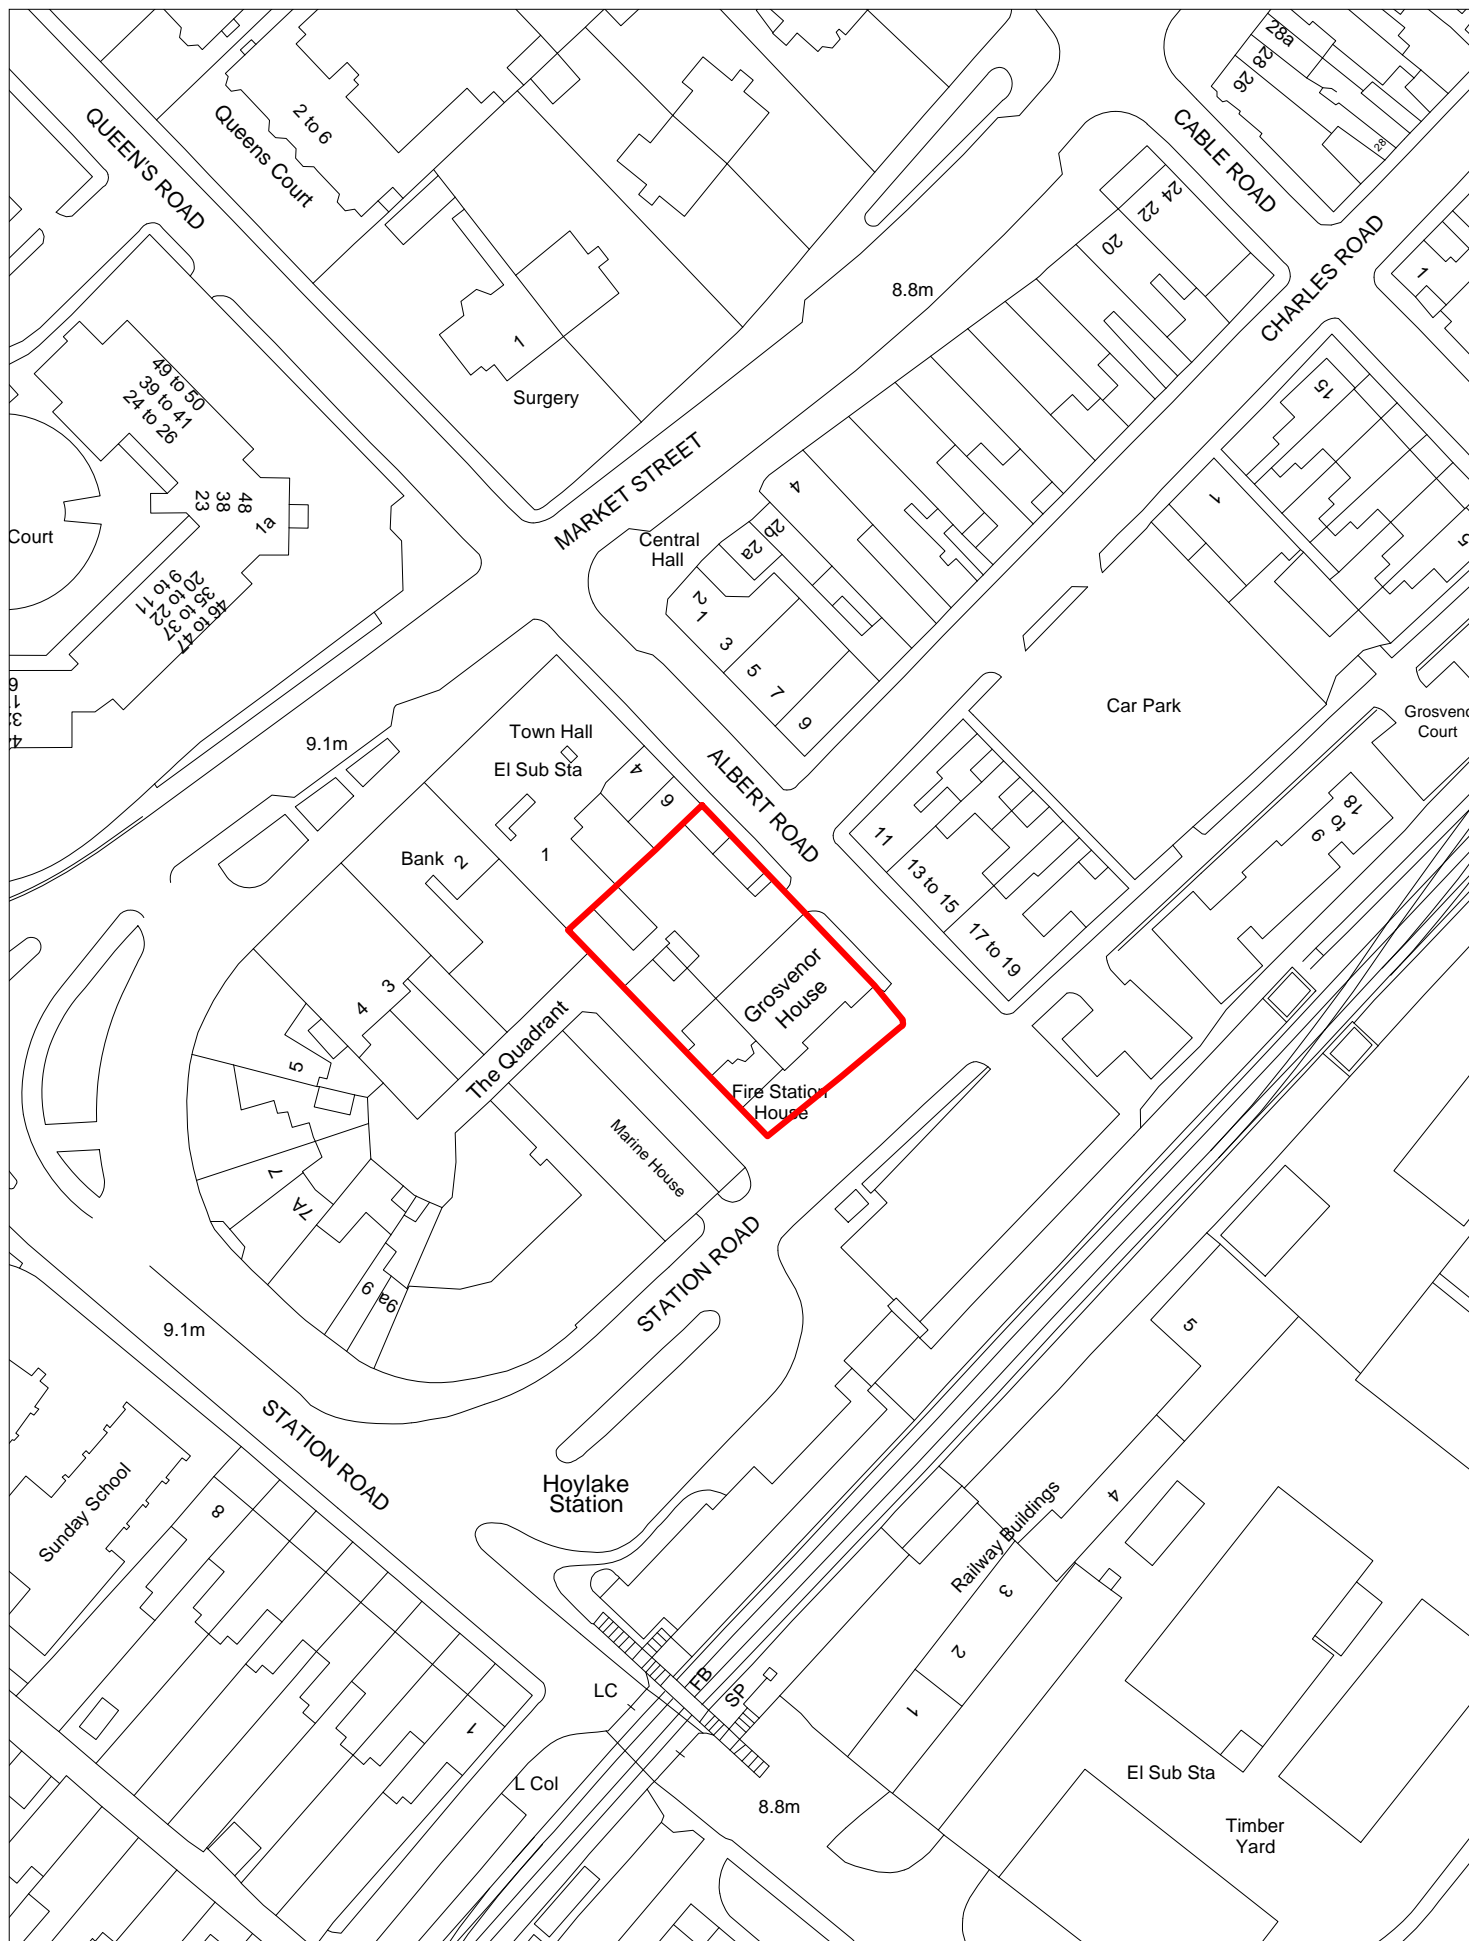 28a
28
26
28
CABLE ROAD
2 to 6
Queens Court
QUEEN'S ROAD
24
22
20
CHARLES ROAD
1
8.8m
1
Surgery
49 to 50
39 to 41
24 to 26
15
MARKET STREET
4
1
48
38
23
1a
Court
Central
Hall
2b
2a
5
46 to 47
35 to 37
20 to 22
9 to 11
2
1
3
5
7
9
Car Park
Grosveno
Court
Town Hall
El Sub Sta
9.1m
4
6
ALBERT ROAD
18
to
9
11
13 to 15
17 to 19
Bank
2
1
Grosvenor
House
3
4
The Quadrant
5
Fire Station
House
Marine House
7
7A
9
9a
STATION ROAD
9.1m
5
STATION ROAD
Hoylake
Station
Sunday School
8
Railway Buildings
4
3
2
1
1
LC
FB
SP
L Col
8.8m
El Sub Sta
Timber
Yard